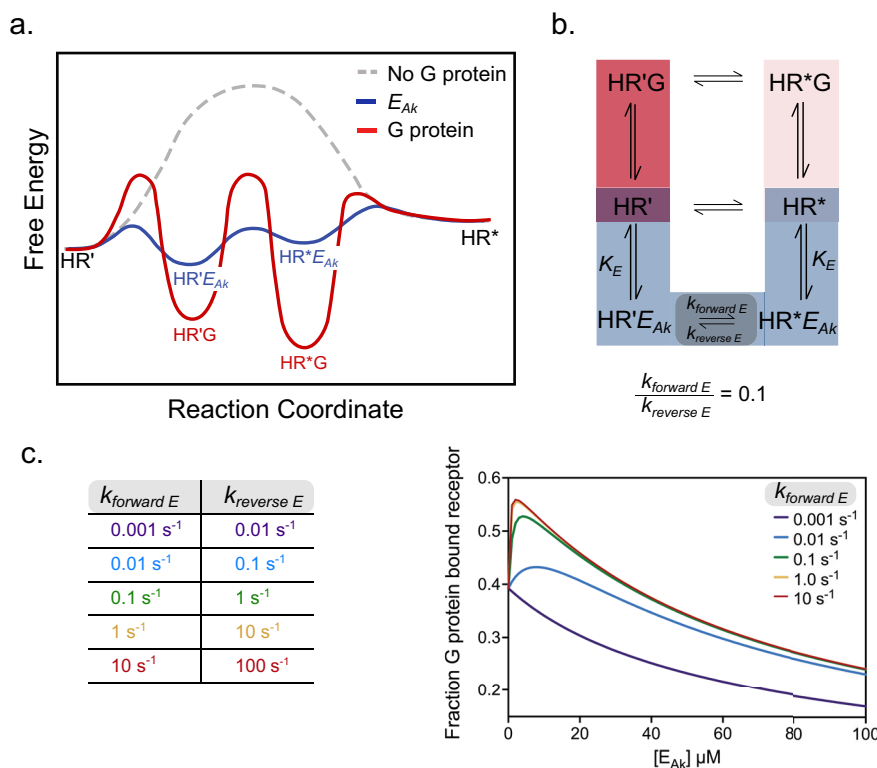 a.
No G protein
E_Ak
G protein
Free Energy
HR'
HR'E_Ak
HR*E_Ak
HR*
HR'G
HR*G
Reaction Coordinate
b.
HR'G HR*G
HR' HR*
K_E K_E
k_forward E
HR'E_Ak HR*E_Ak
k_reverse E
k_forward E
k_reverse E = 0.1
c.
k_forward E k_reverse E
0.001 s⁻¹ 0.01 s⁻¹
0.01 s⁻¹ 0.1 s⁻¹
0.1 s⁻¹ 1 s⁻¹
1 s⁻¹ 10 s⁻¹
10 s⁻¹ 100 s⁻¹
Fraction G protein bound receptor
0.6
0.5
0.4
0.3
0.2
k_forward E
0.001 s⁻¹
0.01 s⁻¹
0.1 s⁻¹
1.0 s⁻¹
10 s⁻¹
0 20 40 60 80 100
[E_Ak] µM